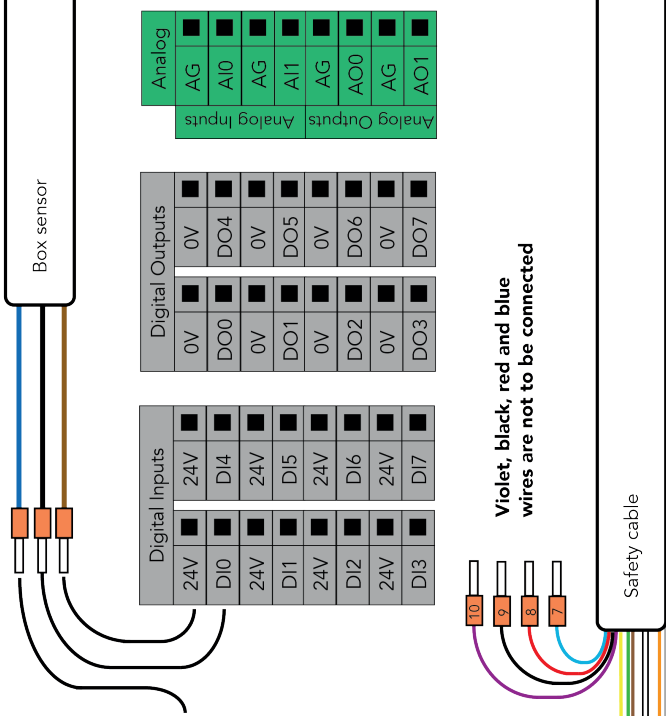 Box sensor
Analog
AG
AI0
AG
AI1
AG
AO0
AG
AO1
Analog Inputs
Analog Outputs
Digital Outputs
0V
DO4
0V
DO5
0V
DO6
0V
DO7
0V
DO0
0V
DO1
0V
DO2
0V
DO3
Digital Inputs
24V
DI4
24V
DI5
24V
DI6
24V
DI7
24V
DI0
24V
DI1
24V
DI2
24V
DI3
Violet, black, red and blue
wires are not to be connected
10
9
8
7
Safety cable